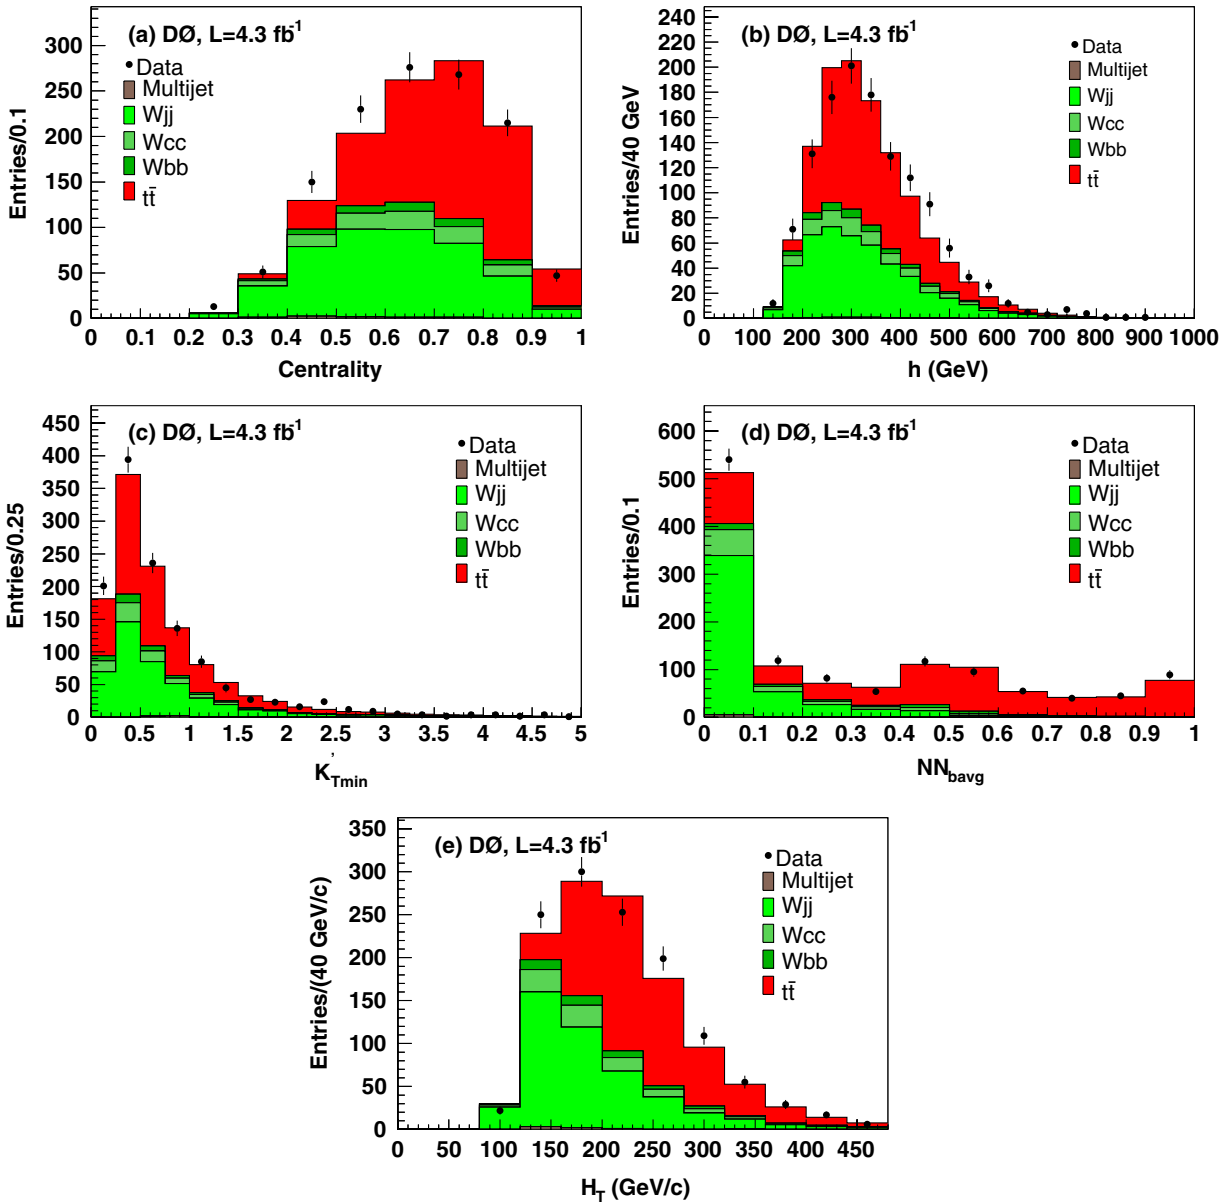 (a) DØ, L=4.3 fb-1
Data
Multijet
Wjj
Wcc
Wbb
tt̄
Entries/0.1
300
250
200
150
100
50
0
0 0.1 0.2 0.3 0.4 0.5 0.6 0.7 0.8 0.9 1
Centrality
(b) DØ, L=4.3 fb-1
Data
Multijet
Wjj
Wcc
Wbb
tt̄
Entries/40 GeV
240
220
200
180
160
140
120
100
80
60
40
20
0
0 200 400 600 800 1000
h (GeV)
(c) DØ, L=4.3 fb-1
Data
Multijet
Wjj
Wcc
Wbb
tt̄
Entries/0.25
450
400
350
300
250
200
150
100
50
0
0 0.5 1 1.5 2 2.5 3 3.5 4 4.5 5
K'Tmin
(d) DØ, L=4.3 fb-1
Data
Multijet
Wjj
Wcc
Wbb
tt̄
Entries/0.1
600
500
400
300
200
100
0
0 0.1 0.2 0.3 0.4 0.5 0.6 0.7 0.8 0.9 1
NNbavg
(e) DØ, L=4.3 fb-1
Data
Multijet
Wjj
Wcc
Wbb
tt̄
Entries/(40 GeV/c)
350
300
250
200
150
100
50
0
0 50 100 150 200 250 300 350 400 450
HT (GeV/c)